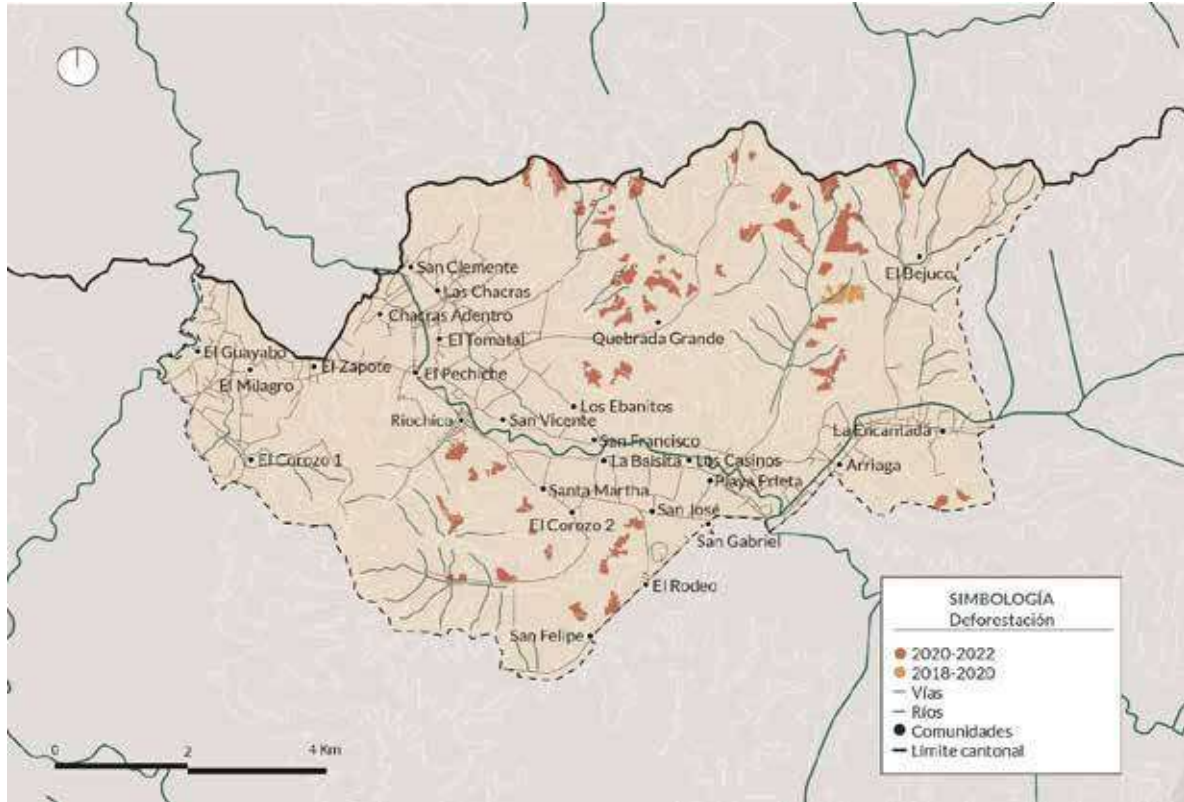 San Clemente
Las Chacras
El Bejuco
Chacras Adentro
Quebrada Grande
El Tomatal
El Guayabo
El Zapote
El Pechiche
El Milagro
Los Ebanitos
Riochico
San Vicente
La Encantada
San Francisco
El Corozo 1
La Balsita
Los Casinos
Arriaga
Playa Prieta
Santa Martha
San José
El Corozo 2
San Gabriel
El Rodeo
San Felipe
SIMBOLOGÍA
Deforestación
2020-2022
2018-2020
Vías
Ríos
Comunidades
Límite cantonal
0 2 4 Km